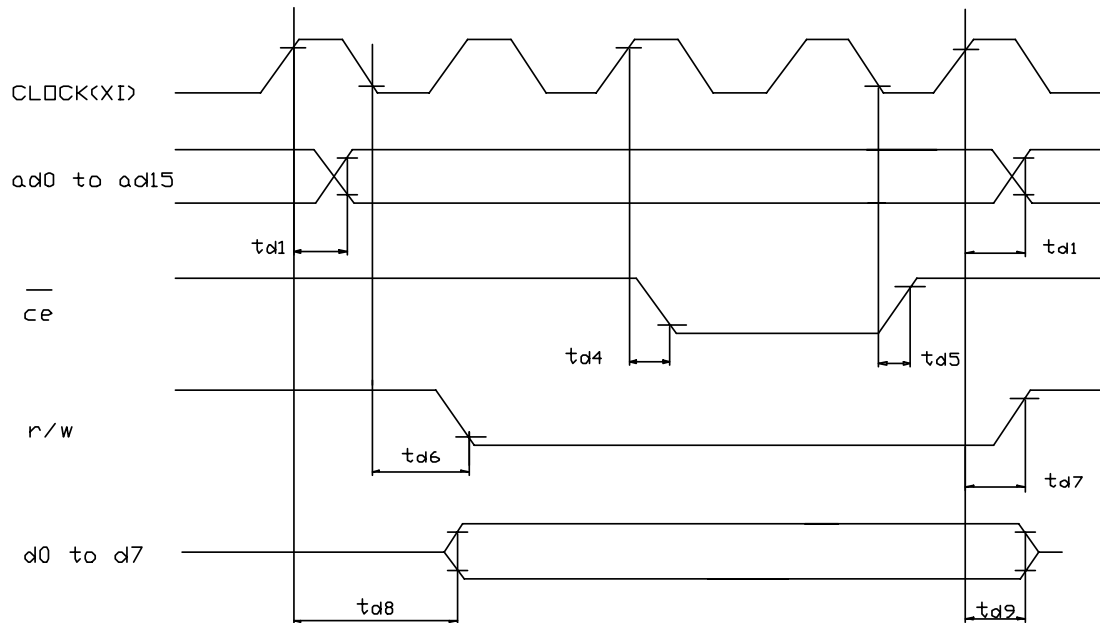 CLOCK(XI)
ad0 to ad15
td1
td1
ce
td4
td5
r/w
td6
td7
d0 to d7
td8
td9